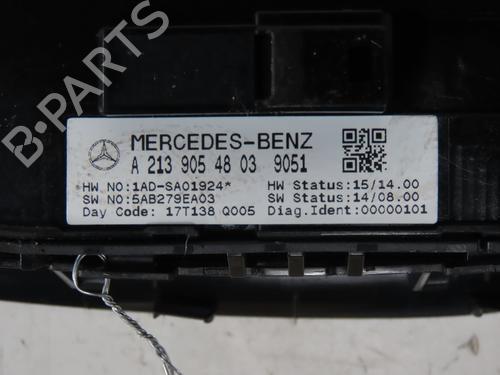 B-PARTS
MERCEDES-BENZ
A 213 905 48 03 9051
HW NO:1AD-SA01924* HW Status:15/14.00
SW NO:5AB279EA03 SW Status:14/08.00
Day Code: 17T138 Q005 Diag.Ident:00000101